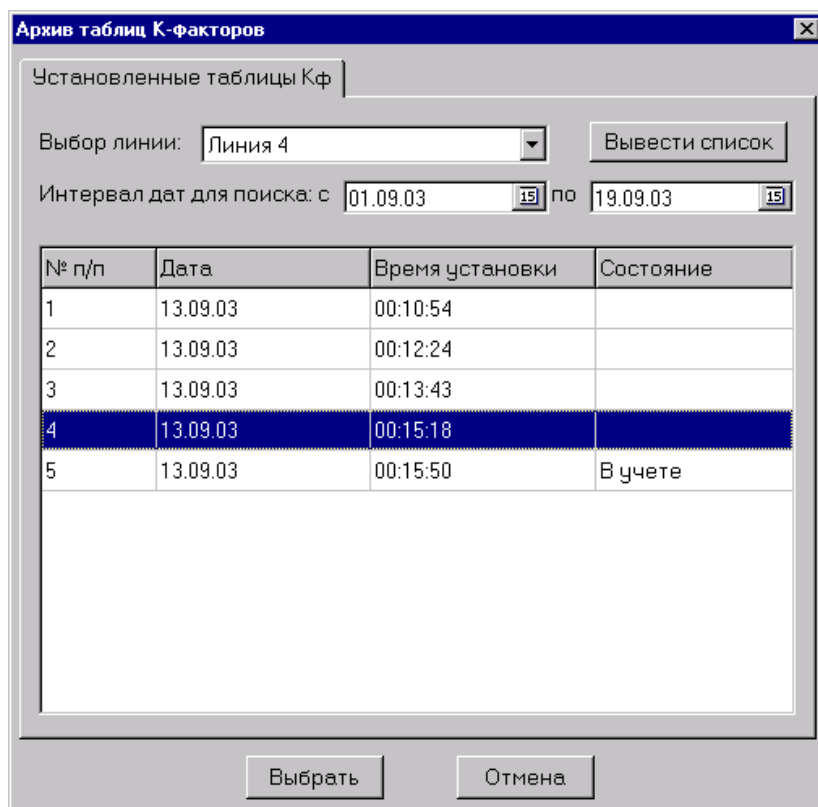 Архив таблиц К-Факторов
Установленные таблицы Кф
Выбор линии: Линия 4 Вывести список
Интервал дат для поиска: с 01.09.03 15 по 19.09.03 15
№ п/п Дата Время установки Состояние
1 13.09.03 00:10:54
2 13.09.03 00:12:24
3 13.09.03 00:13:43
4 13.09.03 00:15:18
5 13.09.03 00:15:50 В учете
Выбрать Отмена